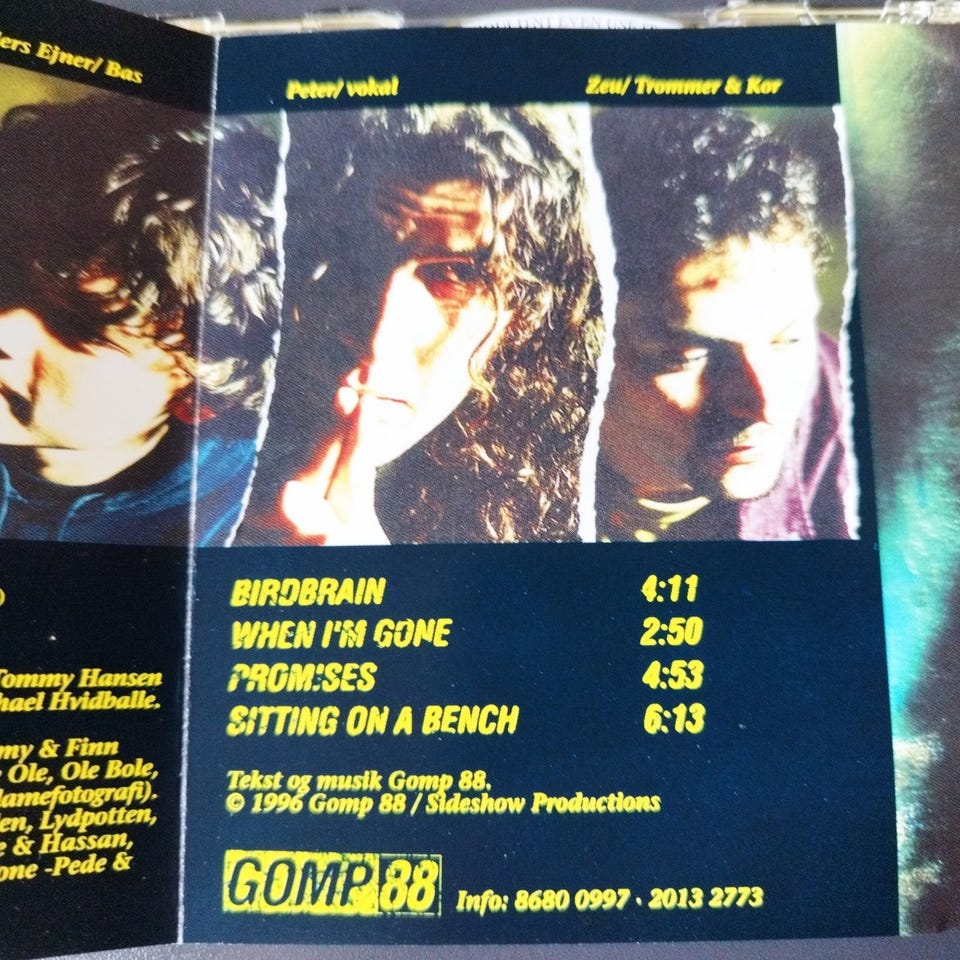 Ejner/ Bas
Peter/ vokal
Zeu/ Trommer & Kor
BIRDBRAIN 4:11
WHEN I'M GONE 2:50
PROMISES 4:53
SITTING ON A BENCH 6:13
Tommy Hansen
hael Hvidballe.
my & Finn
Ole, Ole Bole,
lamefotografi).
en, Lydpotten,
e & Hassan,
one -Pede &
Tekst og musik Gomp 88.
© 1996 Gomp 88 / Sideshow Productions
GOMP 88 Info: 8680 0997 · 2013 2773